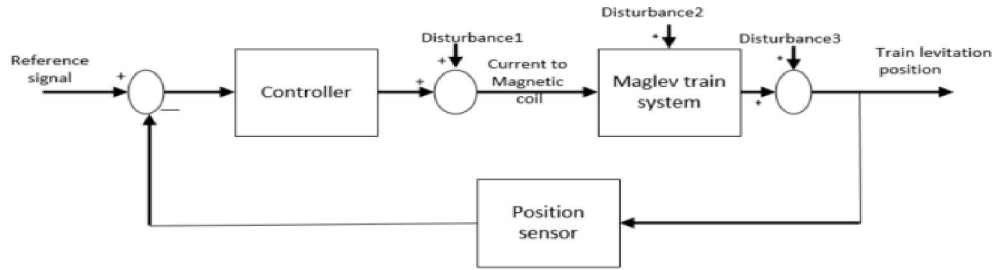 Disturbance2
Disturbance1
Disturbance3
Reference
signal
+
−
Controller
+
+
Current to
Magnetic
coil
+
Maglev train
system
+
+
Train levitation
position
Position
sensor